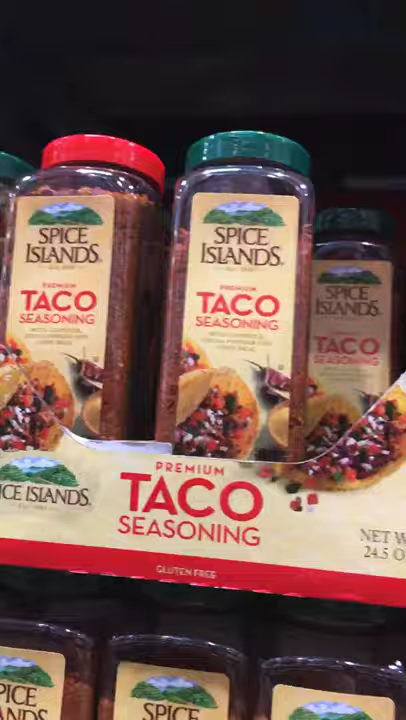 SPICE
ISLANDS
PREMIUM
TACO
SEASONING
SPICE
ISLANDS
PREMIUM
TACO
SEASONING
SPICE
ISLANDS
TACO
SEASONING
ICE ISLANDS
PREMIUM
TACO
SEASONING
NET W
24.5 O
GLUTEN FREE
PICE
SPICE
SPICE